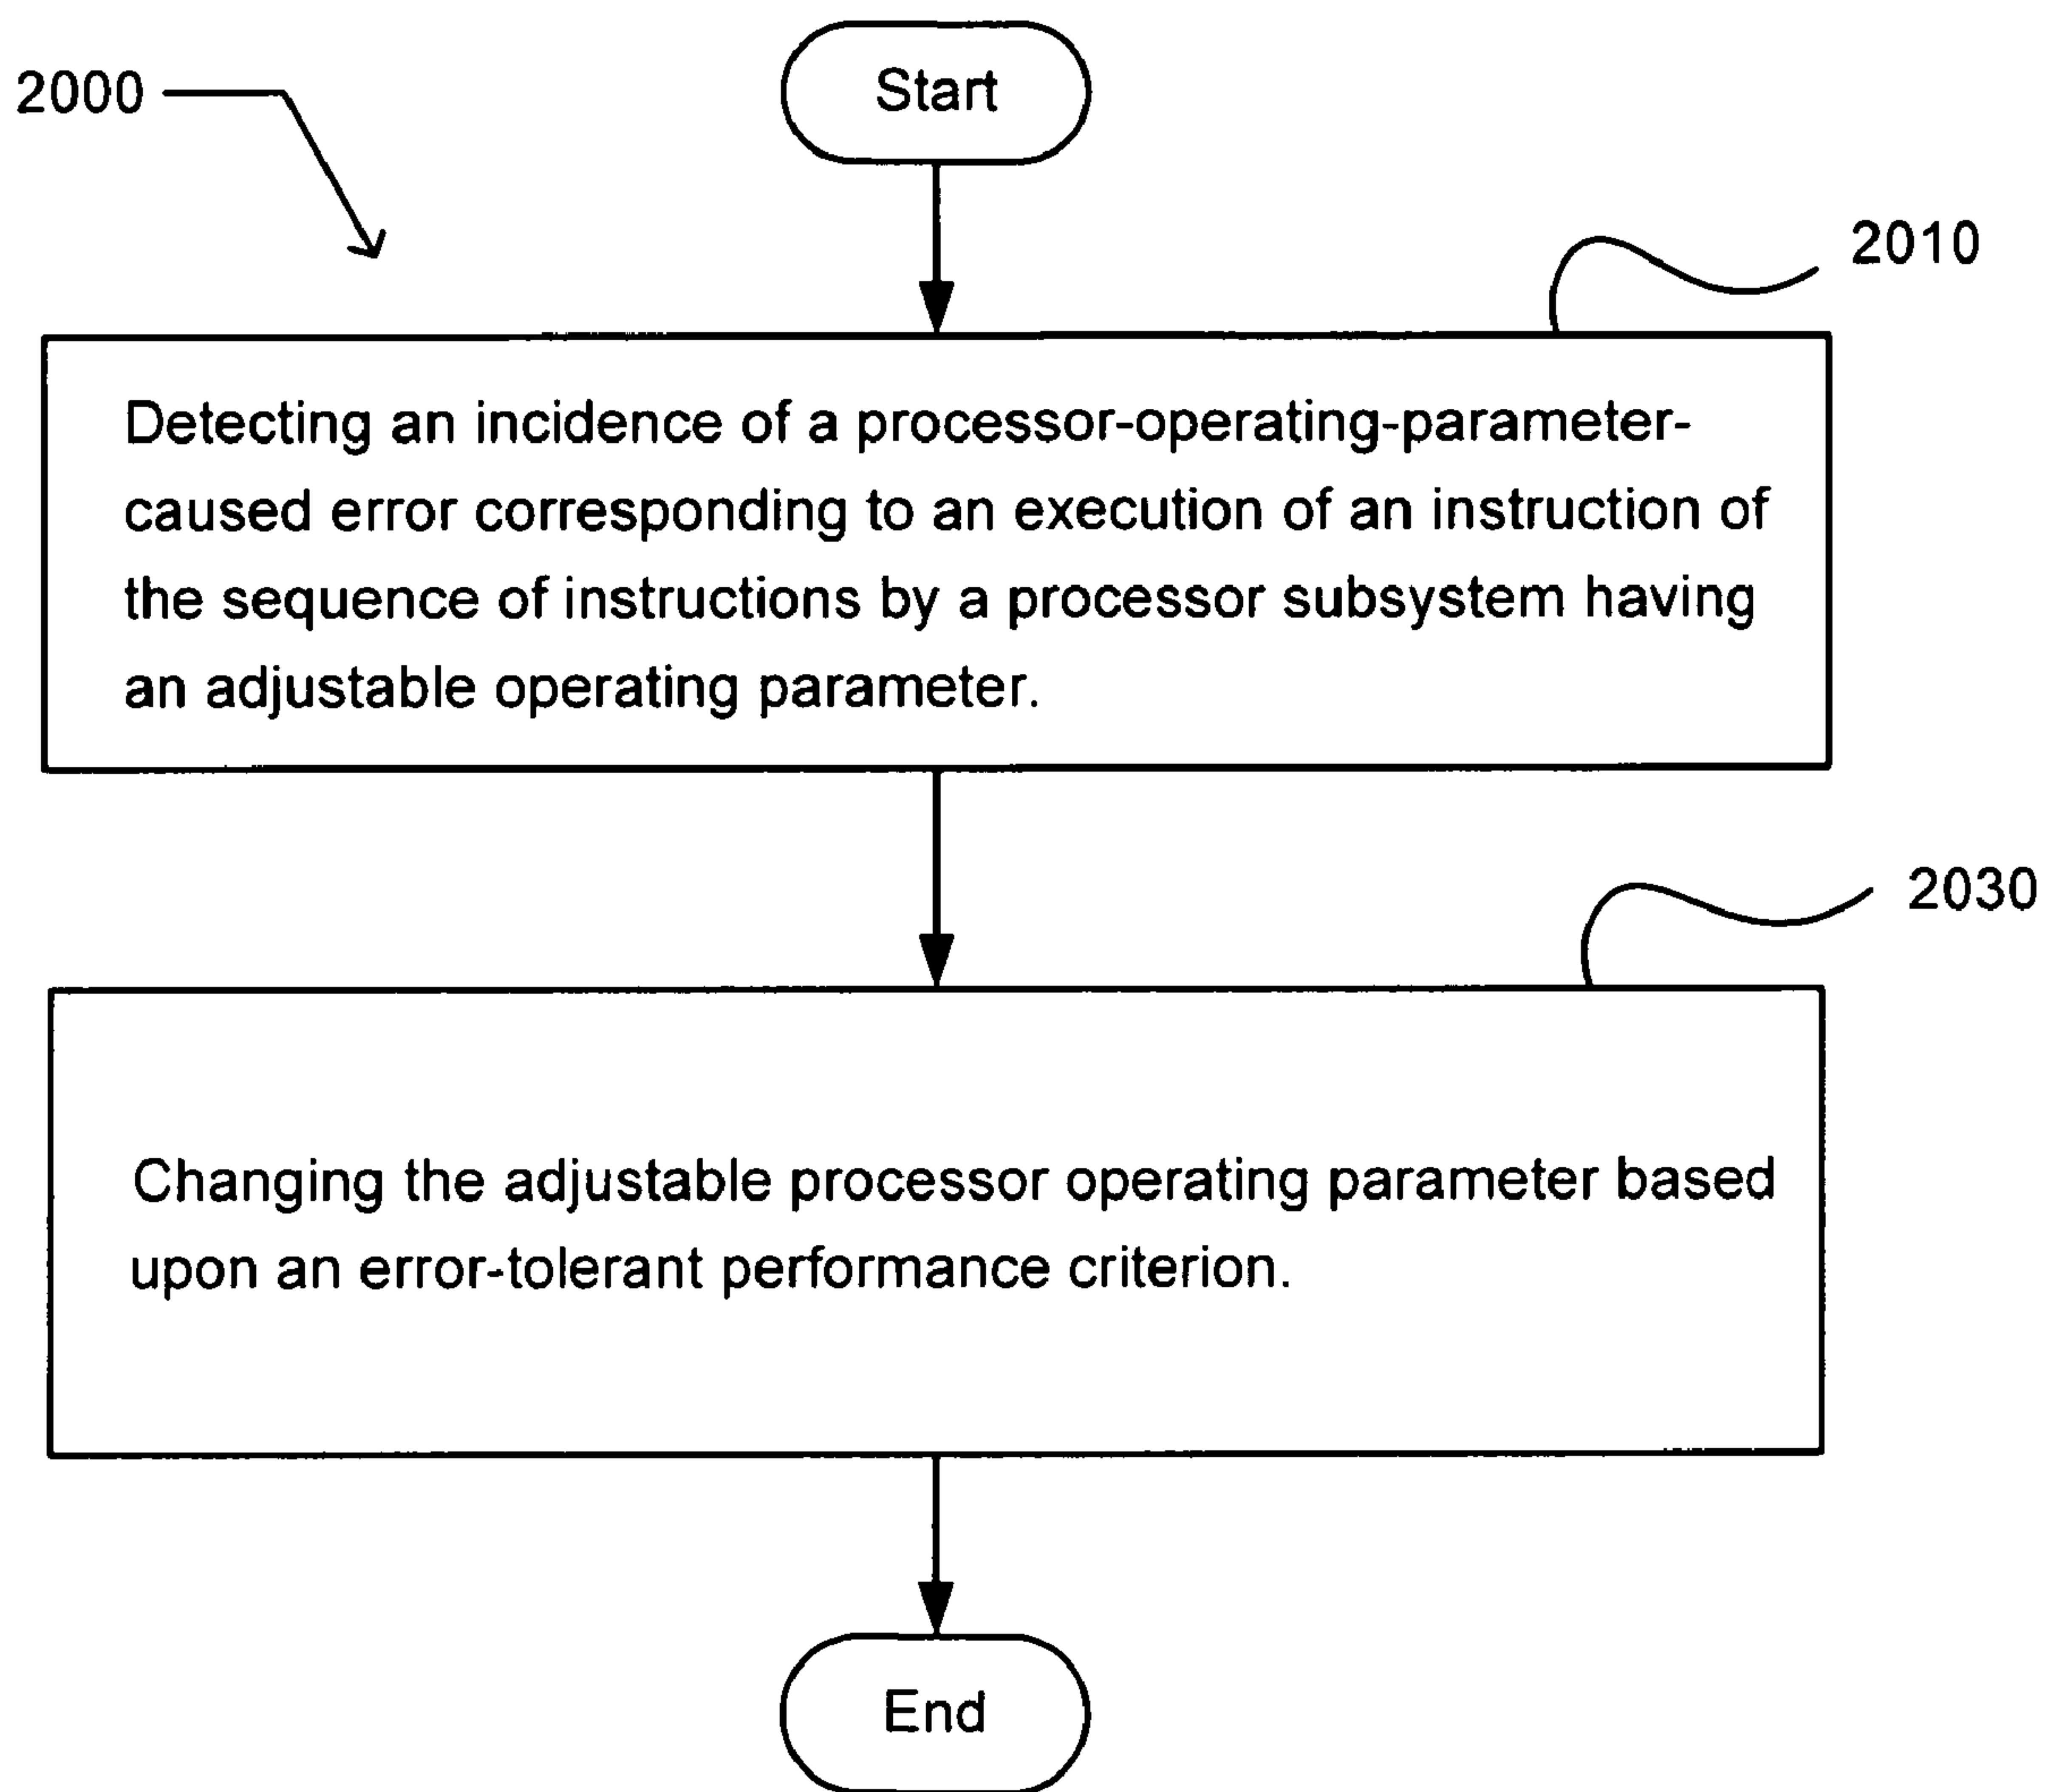 2000
Start
2010
Detecting an incidence of a processor-operating-parameter-
caused error corresponding to an execution of an instruction of
the sequence of instructions by a processor subsystem having
an adjustable operating parameter.
2030
Changing the adjustable processor operating parameter based
upon an error-tolerant performance criterion.
End